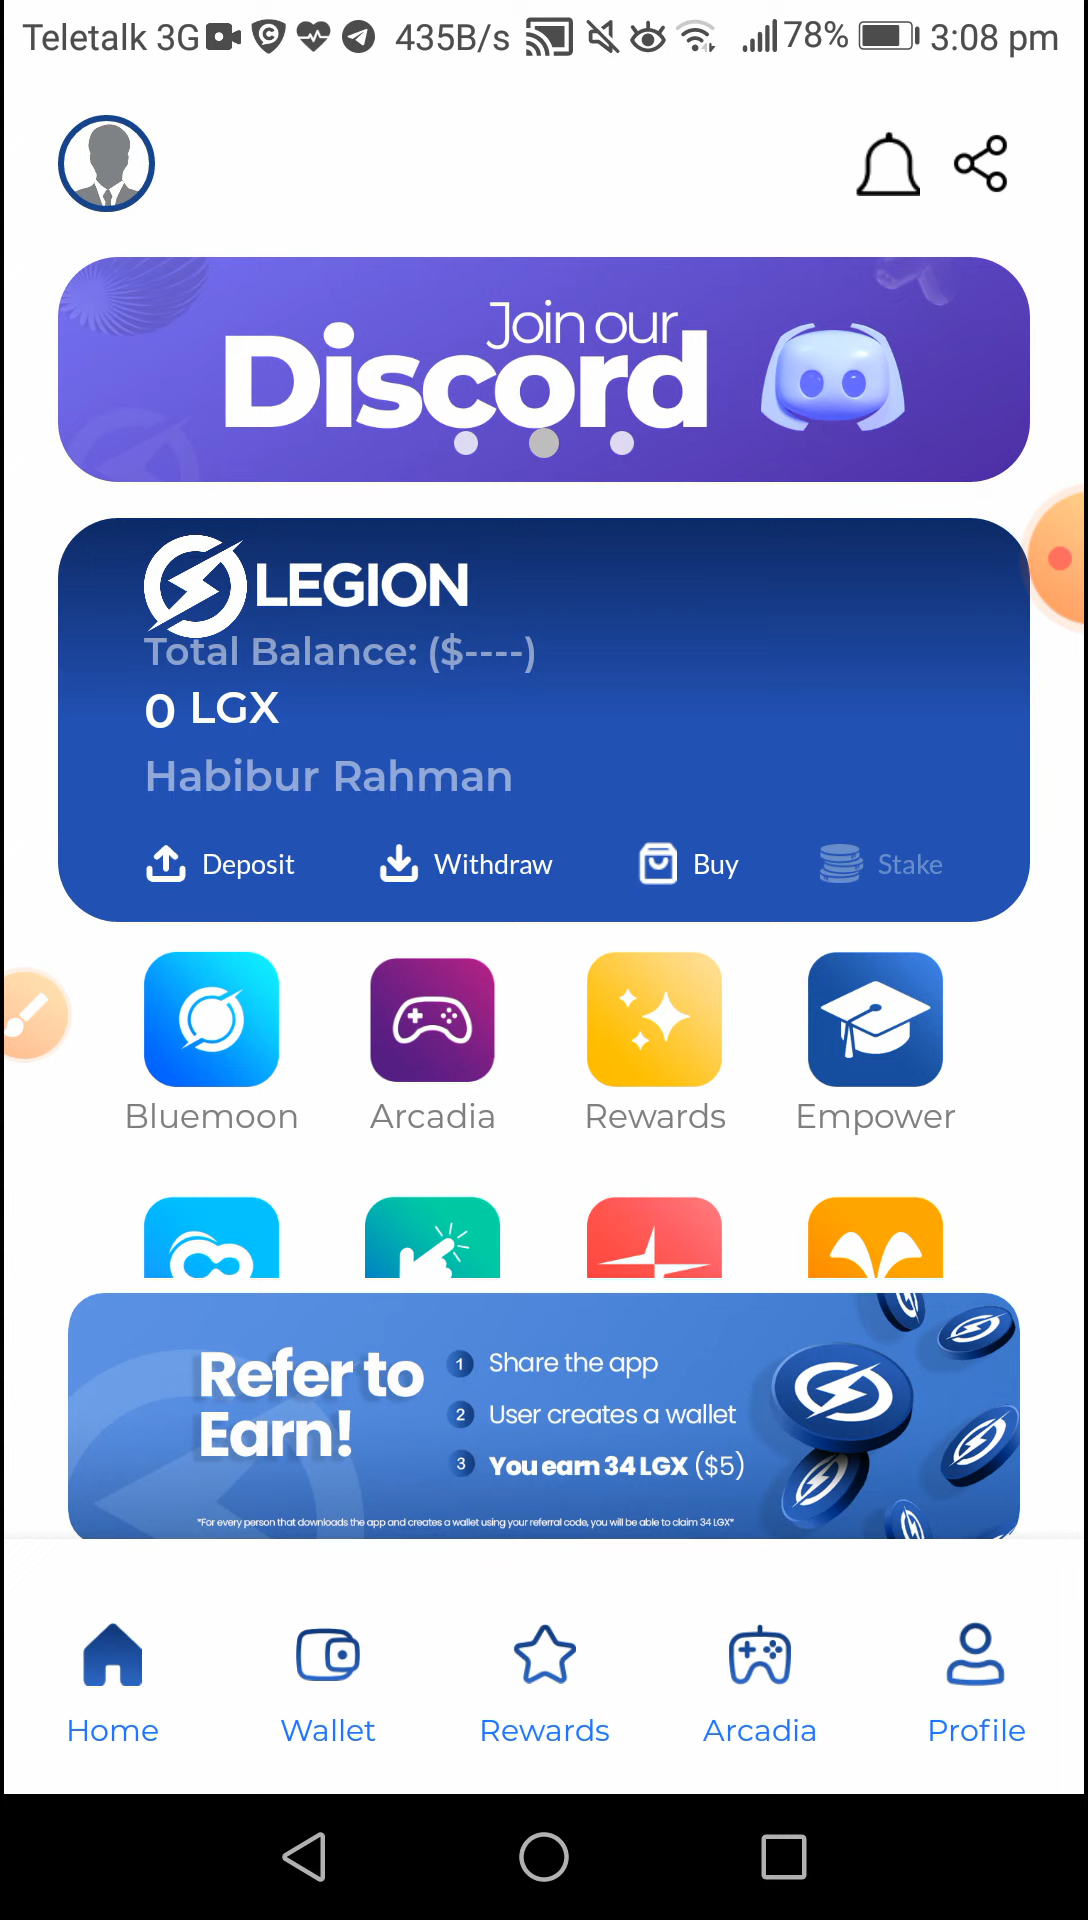 Teletalk 3G 435B/s 78% 3:08 pm
Join our
Discord
LEGION
Total Balance: ($----)
0 LGX
Habibur Rahman
Deposit Withdraw Buy Stake
Bluemoon Arcadia Rewards Empower
Refer to
Earn!
1 Share the app
2 User creates a wallet
3 You earn 34 LGX ($5)
*For every person that downloads the app and creates a wallet using your referral code, you will be able to claim 34 LGX*
Home Wallet Rewards Arcadia Profile